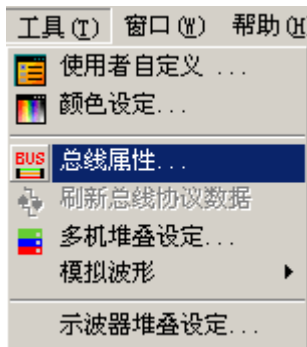 工具(T) 窗口(W) 帮助(H
使用者自定义 ...
颜色设定...
BUS 总线属性...
刷新总线协议数据
多机堆叠设定...
模拟波形
示波器堆叠设定...